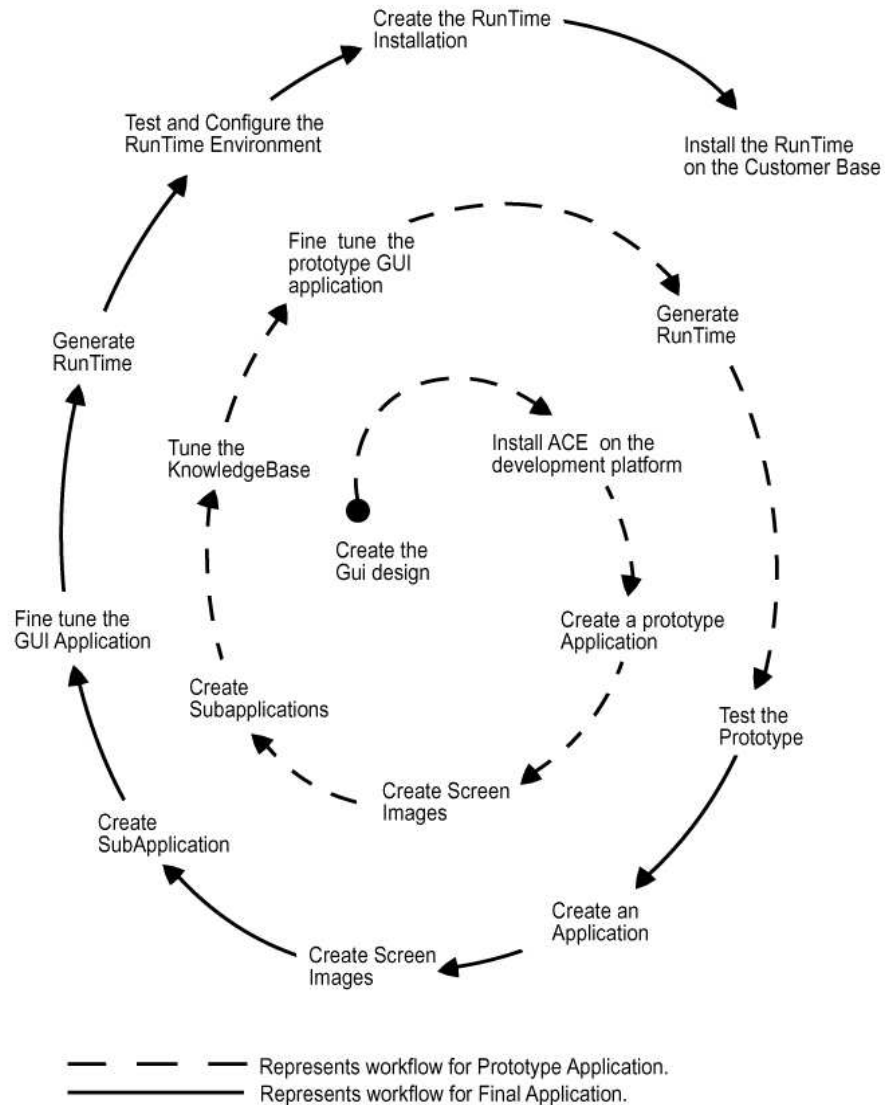 Create the RunTime
Installation
Test and Configure the
RunTime Environment
Install the RunTime
on the Customer Base
Fine tune the
prototype GUI
application
Generate
RunTime
Generate
RunTime
Tune the
KnowledgeBase
Install ACE on the
development platform
Create the
Gui design
Fine tune the
GUI Application
Create a prototype
Application
Create
Subapplications
Test the
Prototype
Create Screen
Images
Create
SubApplication
Create an
Application
Create Screen
Images
Represents workflow for Prototype Application.
Represents workflow for Final Application.